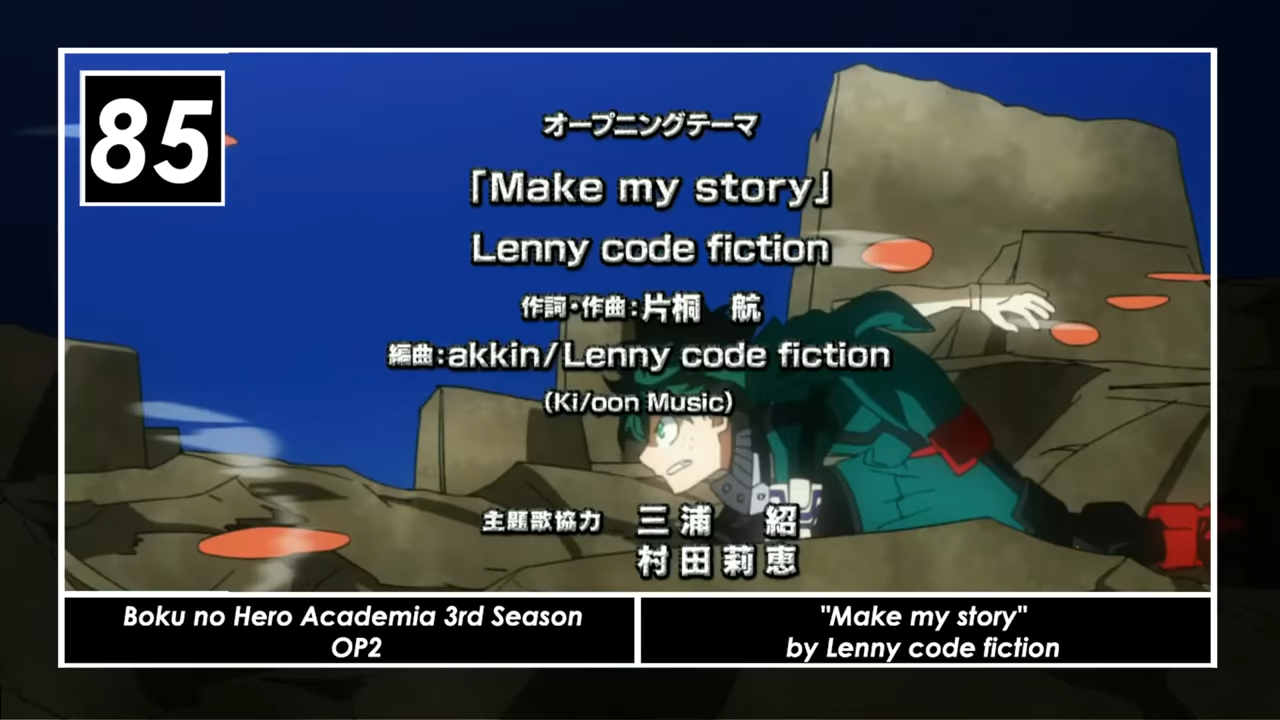 85
オープニングテーマ
「Make my story」
Lenny code fiction
作詞・作曲:片桐 航
編曲:akkin/Lenny code fiction
(Ki/oon Music)
主題歌協力 三浦 紹
村田莉恵
Boku no Hero Academia 3rd Season
OP2
"Make my story"
by Lenny code fiction